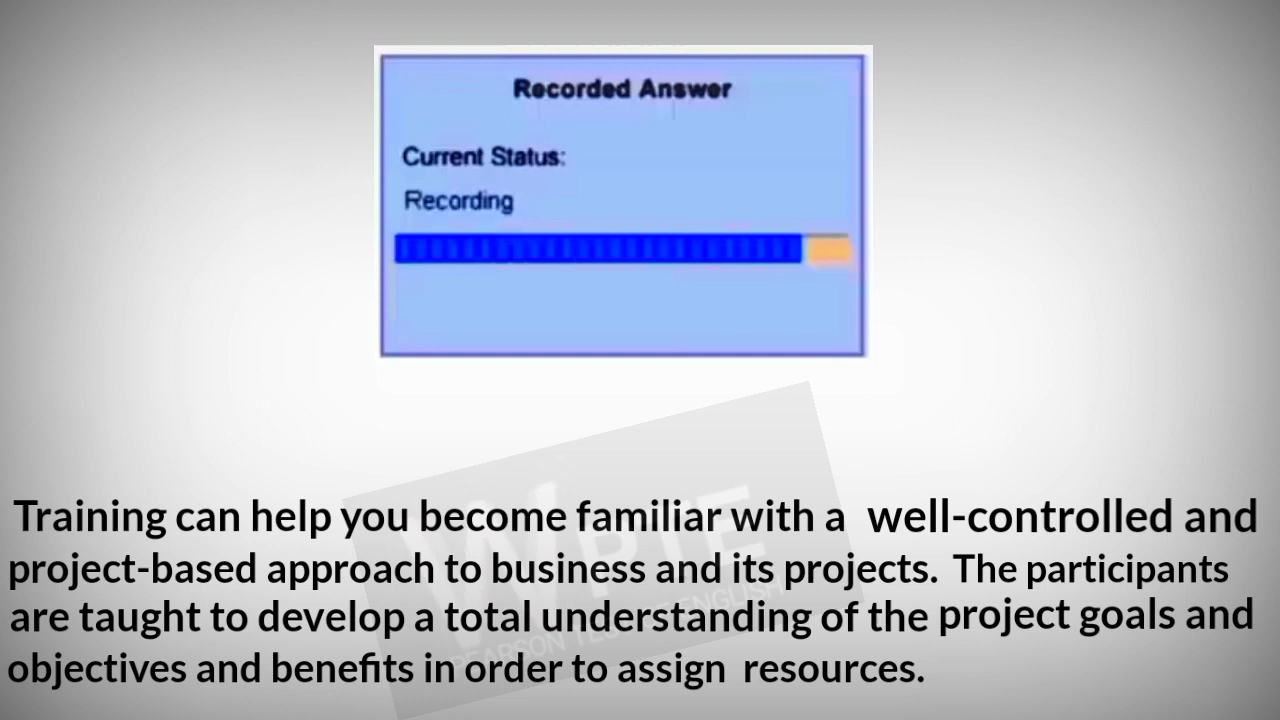 Recorded Answer
Current Status:
Recording
Training can help you become familiar with a well-controlled and
project-based approach to business and its projects. The participants
are taught to develop a total understanding of the project goals and
objectives and benefits in order to assign resources.